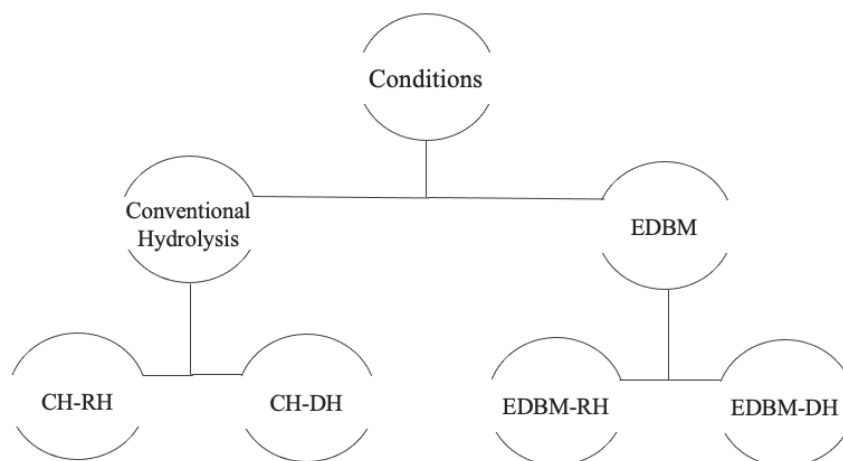 Conditions
Conventional
Hydrolysis
EDBM
CH-RH
CH-DH
EDBM-RH
EDBM-DH